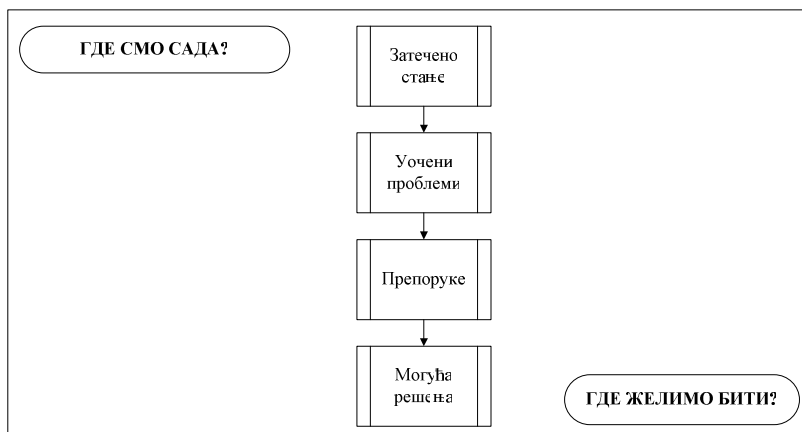 ГДЕ СМО САДА?
Затечено
стање
Уочени
проблеми
Препоруке
Могућа
решења
ГДЕ ЖЕЛИМО БИТИ?